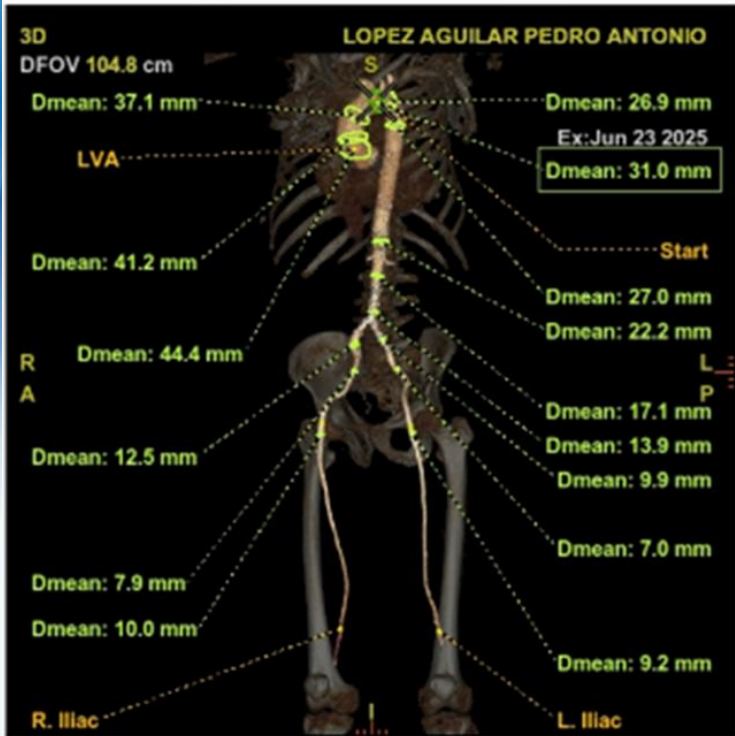 3D
LOPEZ AGUILAR PEDRO ANTONIO
DFOV 104.8 cm
S
Dmean: 37.1 mm
Dmean: 26.9 mm
Ex:Jun 23 2025
LVA
Dmean: 31.0 mm
Start
Dmean: 41.2 mm
Dmean: 27.0 mm
Dmean: 22.2 mm
Dmean: 44.4 mm
R
L
A
P
Dmean: 17.1 mm
Dmean: 13.9 mm
Dmean: 12.5 mm
Dmean: 9.9 mm
Dmean: 7.0 mm
Dmean: 7.9 mm
Dmean: 10.0 mm
Dmean: 9.2 mm
R. Iliac
I
L. Iliac